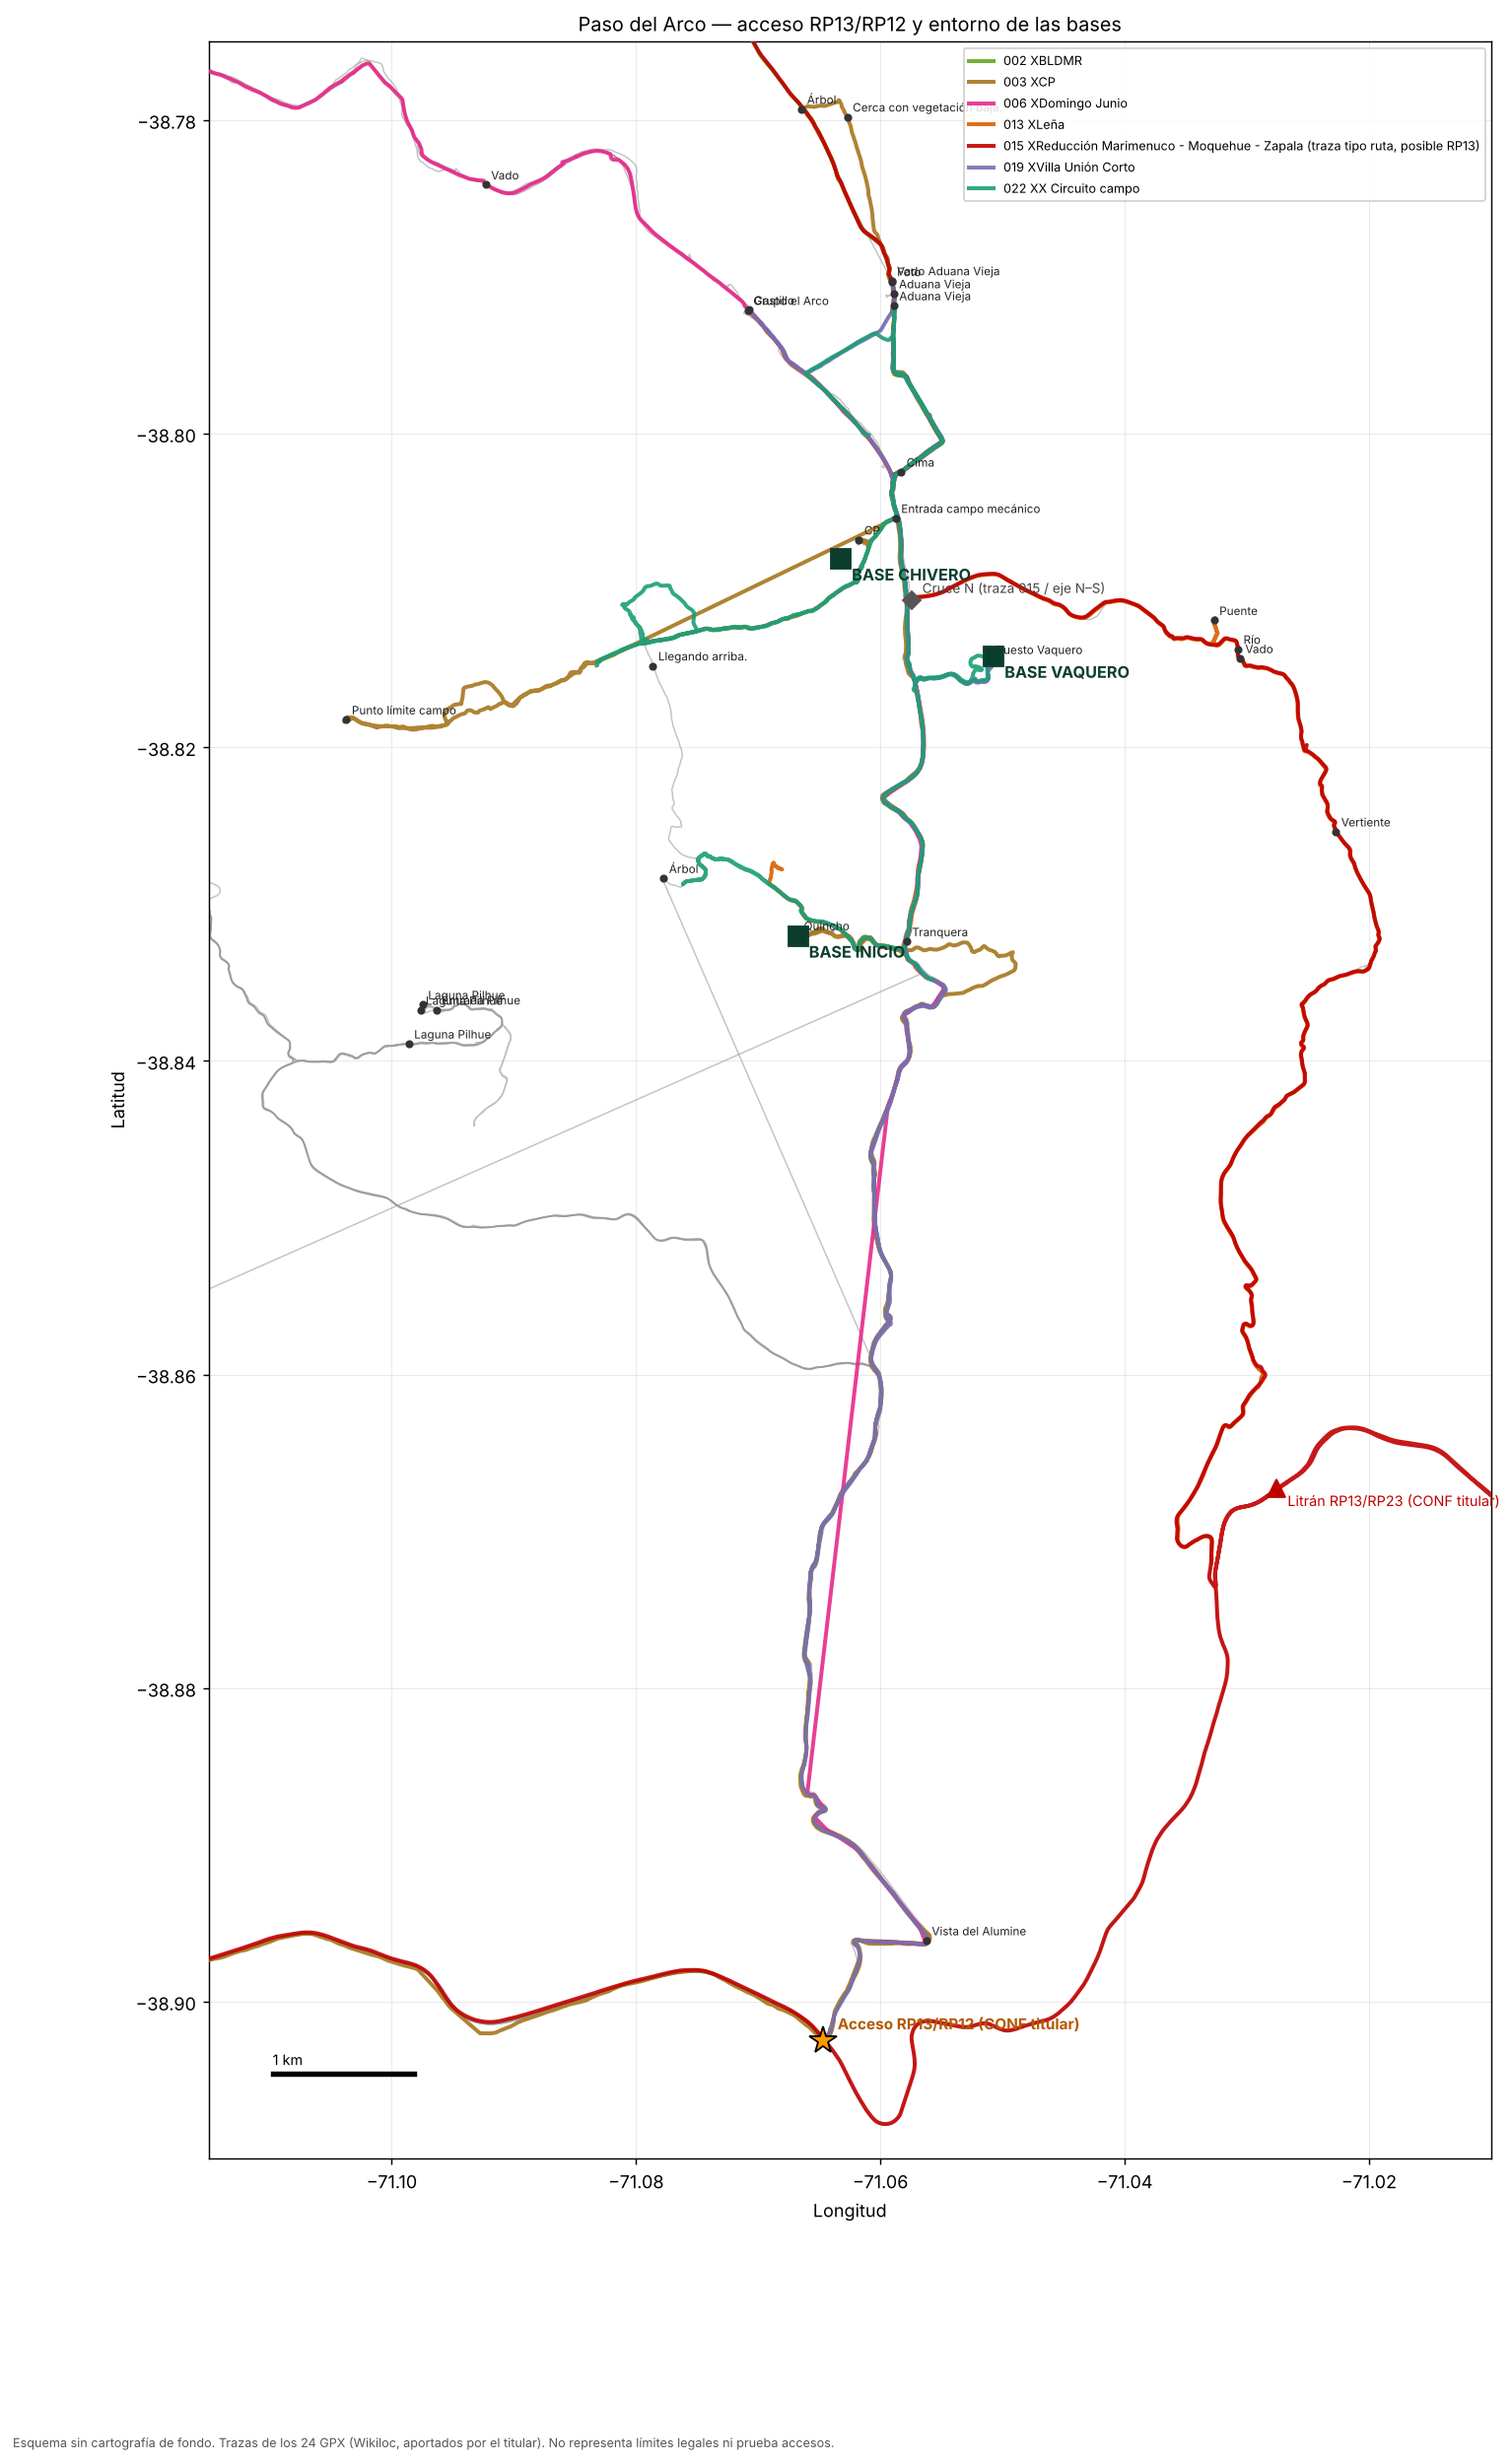 Paso del Arco — acceso RP13/RP12 y entorno de las bases
002 XBLDMR
003 XCP
006 XDomingo Junio
013 XLeña
015 XReducción Marimenuco - Moquehue - Zapala (traza tipo ruta, posible RP13)
019 XVilla Unión Corto
022 XX Circuito campo
Árbol
Cerca con vegetación
−38.78
Vado
Vado Aduana Vieja
Aduana Vieja
Aduana Vieja
el Arco
−38.80
Cima
Entrada campo mecánico
CP
BASE CHIVERO
Cruce N (traza 015 / eje N–S)
Puente
Río
Vado
Llegando arriba.
Vaquero
BASE VAQUERO
Punto límite campo
−38.82
Vertiente
Árbol
Quincho
Tranquera
BASE INICIO
Laguna Pilhue
Laguna Pilhue
−38.84
Latitud
−38.86
Litrán RP13/RP23 (CONF titular)
−38.88
Vista del Alumine
−38.90
Acceso RP13/RP12 (CONF titular)
1 km
−71.10
−71.08
−71.06
−71.04
−71.02
Longitud
Esquema sin cartografía de fondo. Trazas de los 24 GPX (Wikiloc, aportados por el titular). No representa límites legales ni prueba accesos.